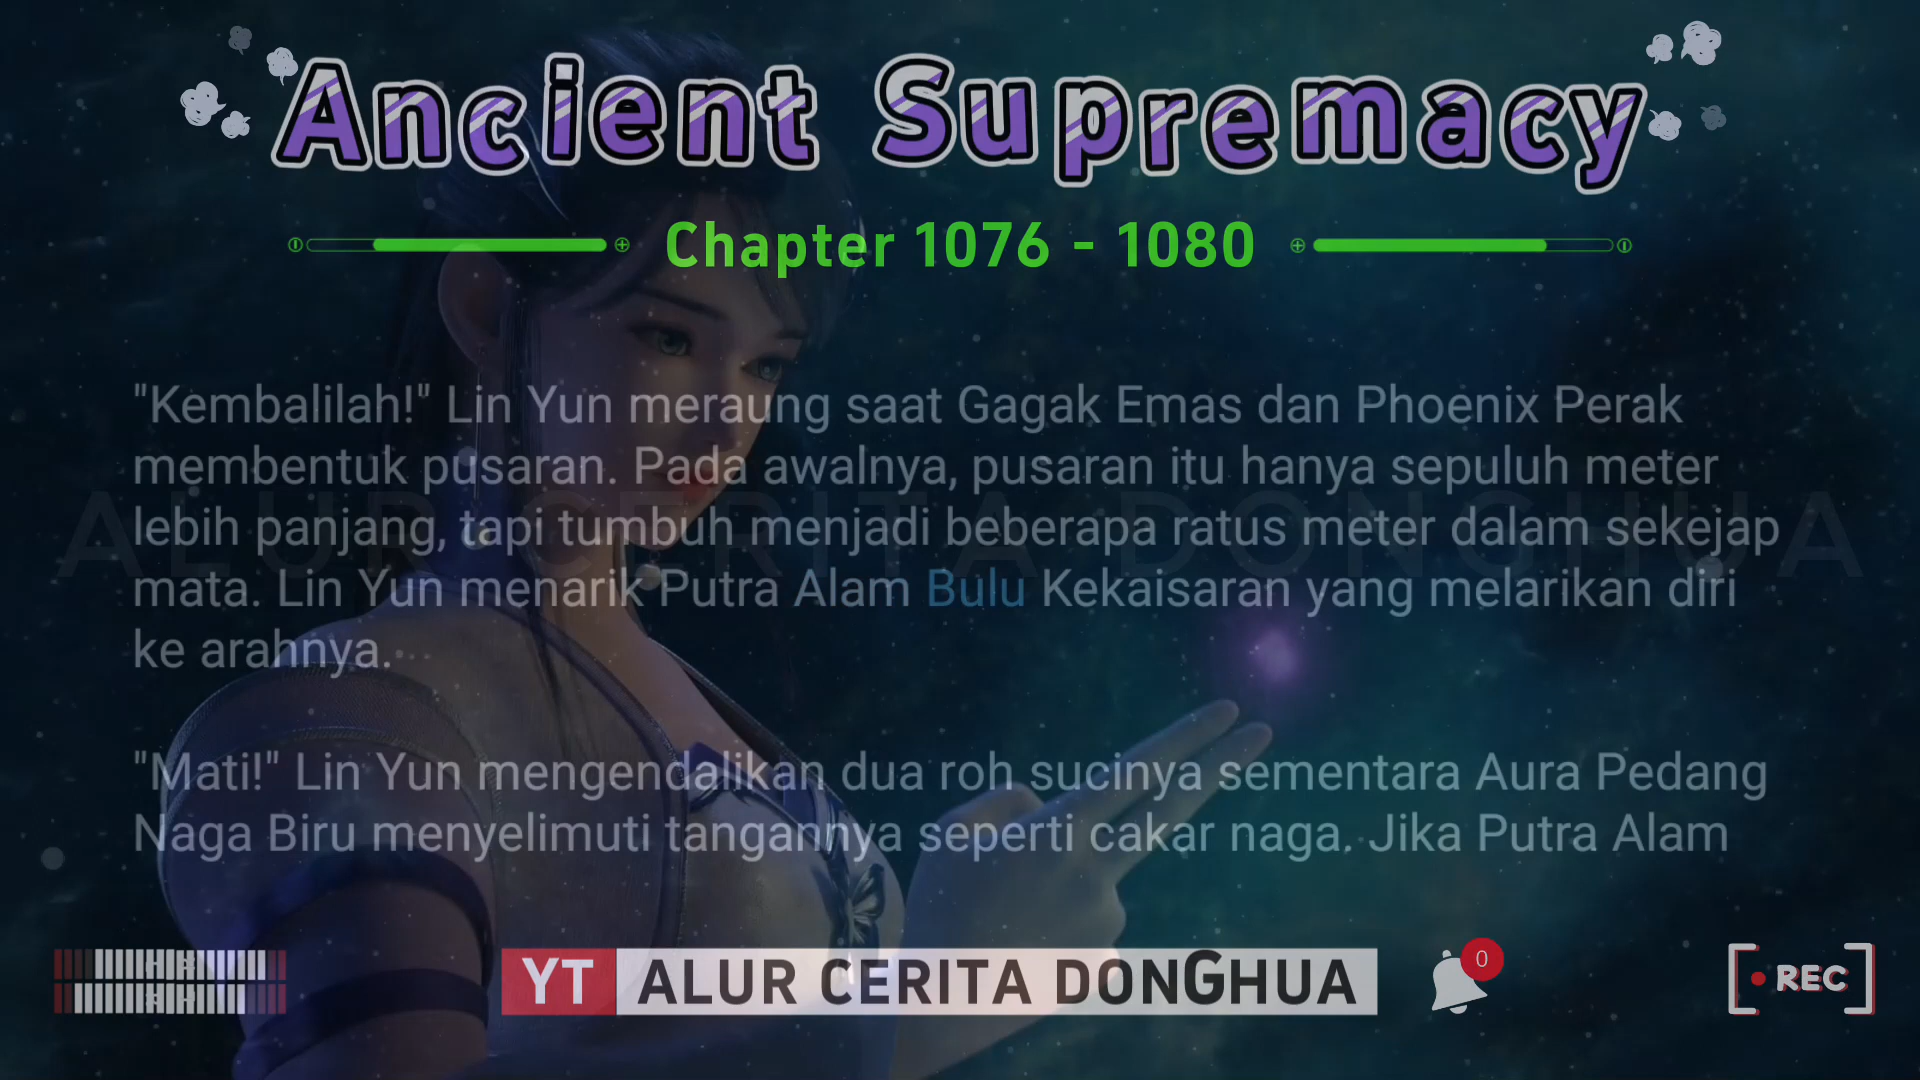 Ancient Supremacy
Chapter 1076 - 1080
"Kembalilah!" Lin Yun meraung saat Gagak Emas dan Phoenix Perak
membentuk pusaran. Pada awalnya, pusaran itu hanya sepuluh meter
lebih panjang, tapi tumbuh menjadi beberapa ratus meter dalam sekejap
mata. Lin Yun menarik Putra Alam Bulu Kekaisaran yang melarikan diri
ke arahnya.
ALUR CERITA DONGHUA
"Mati!" Lin Yun mengendalikan dua roh sucinya sementara Aura Pedang
Naga Biru menyelimuti tangannya seperti cakar naga. Jika Putra Alam
YT ALUR CERITA DONGHUA
0
REC